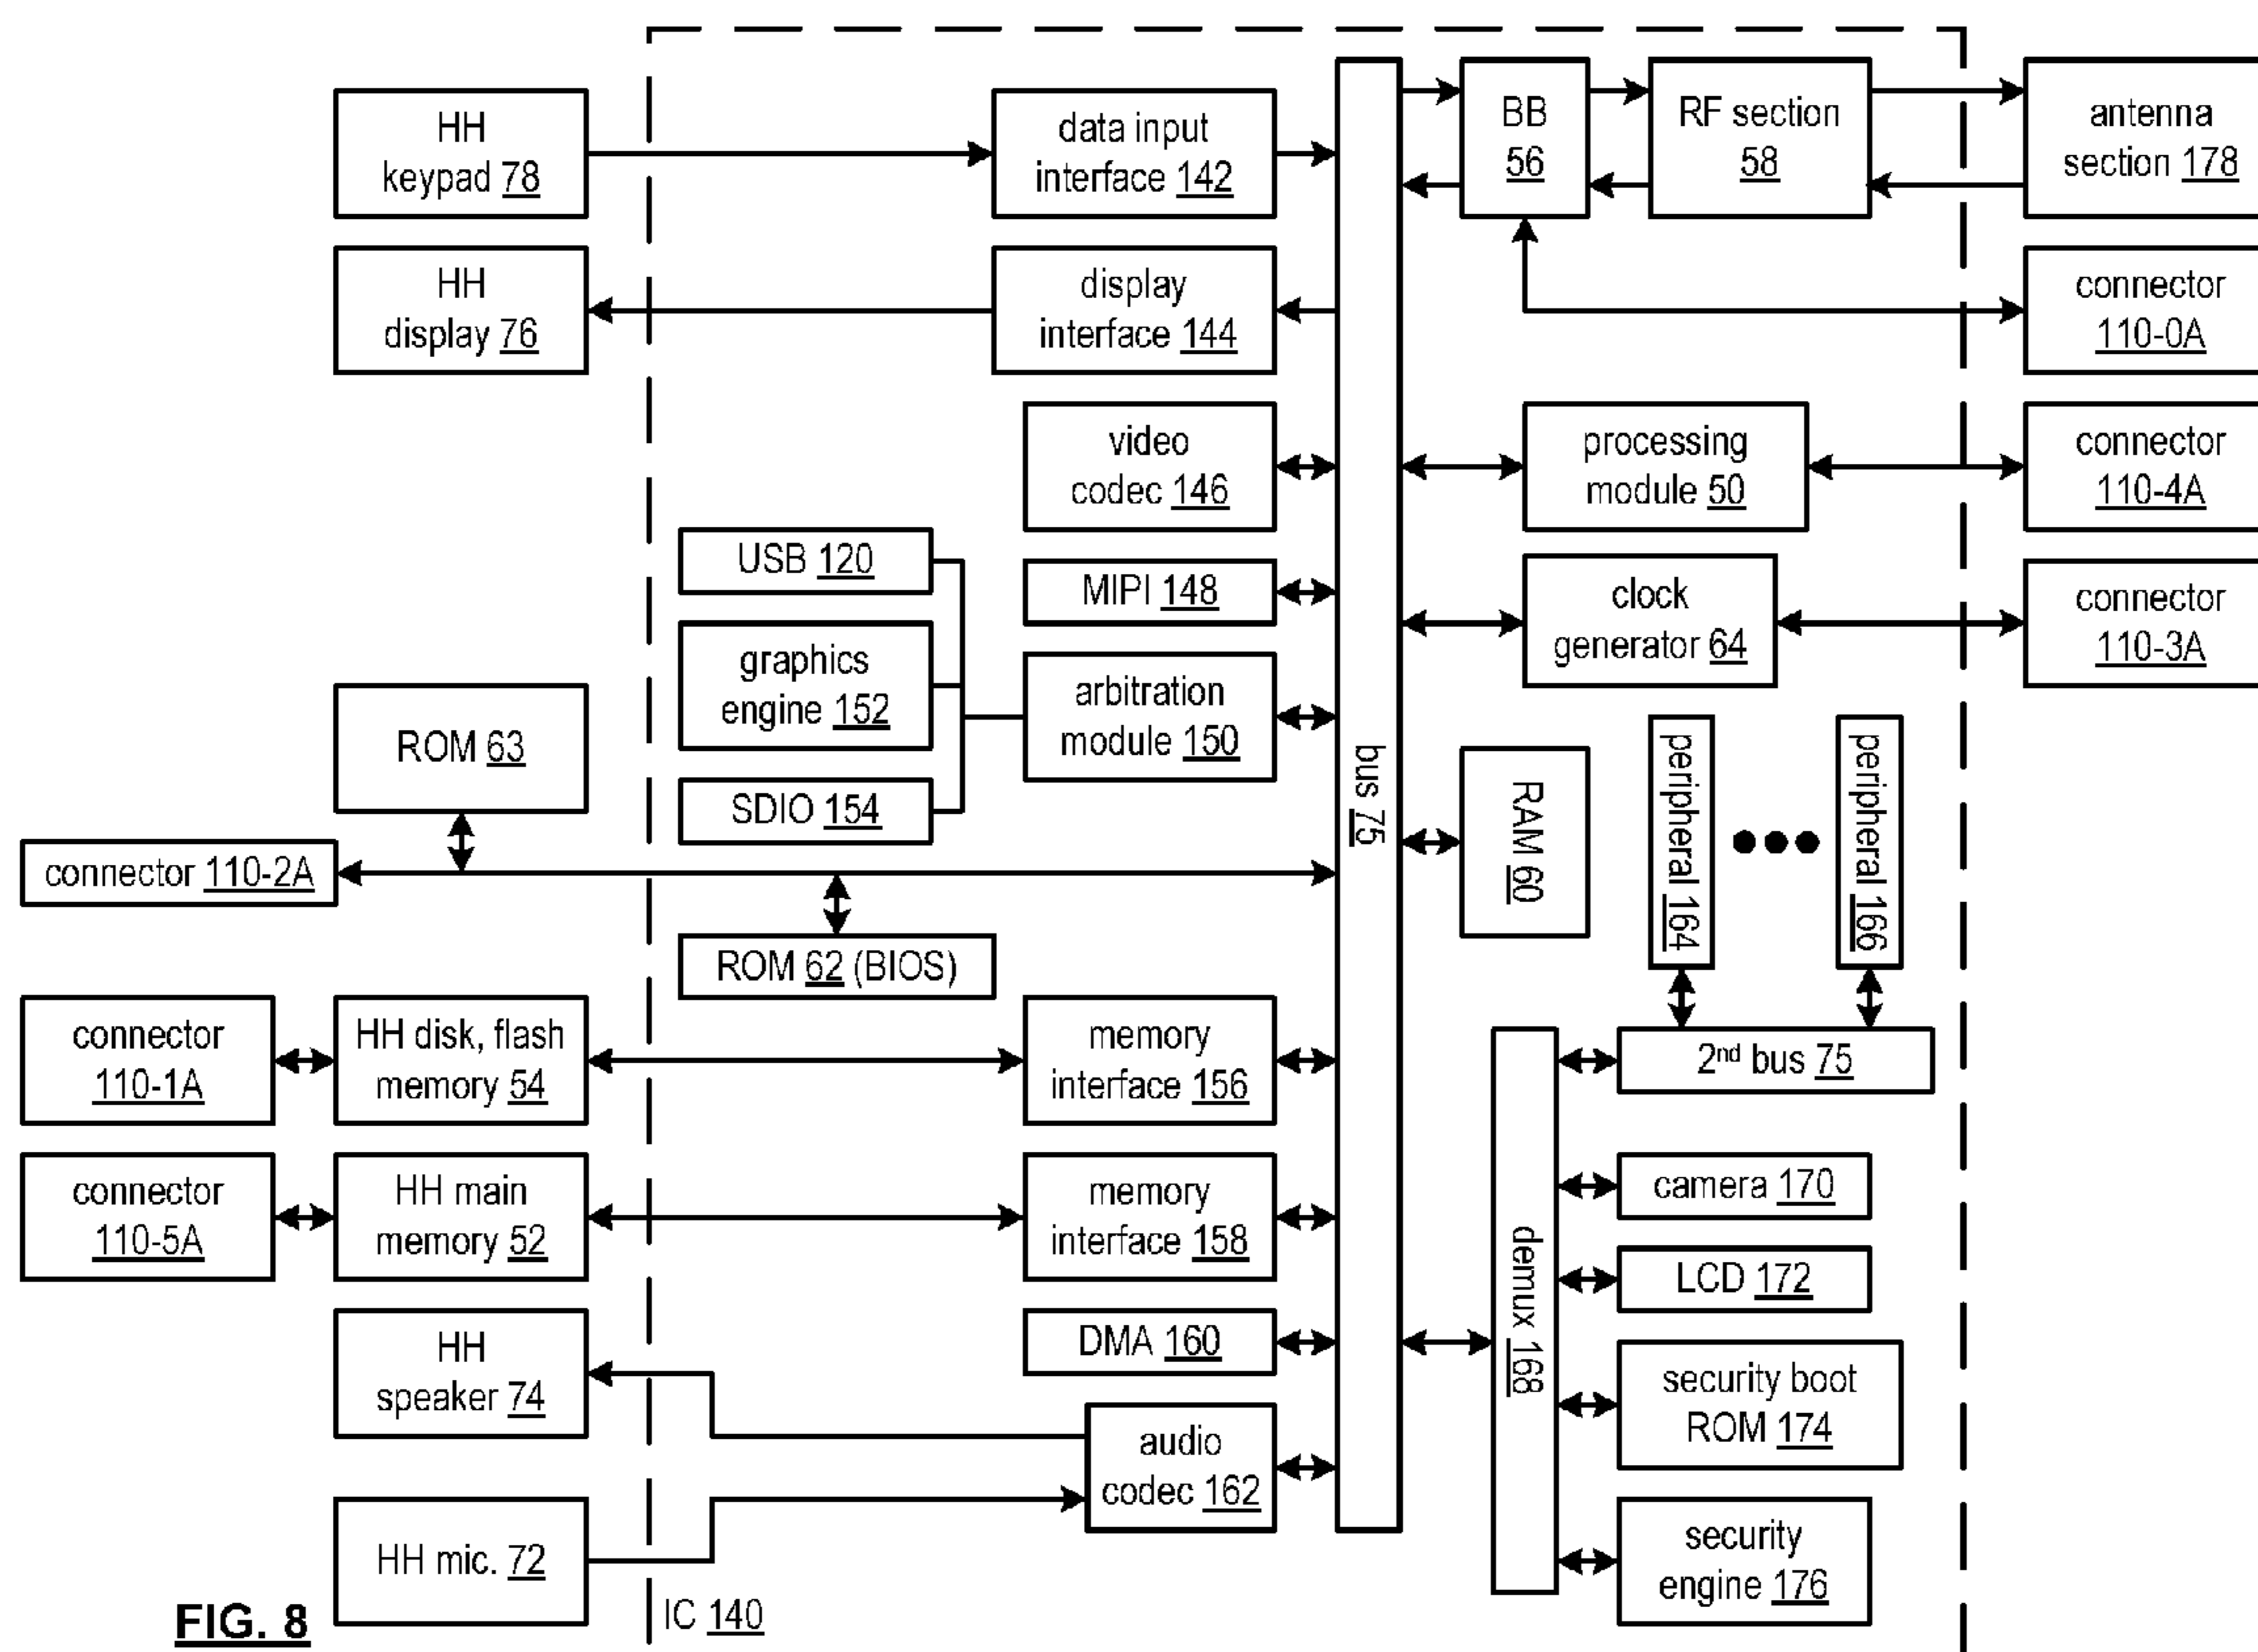 HH
keypad 78
data input
interface 142
BB
56
RF section
58
antenna
section 178
HH
display 76
display
interface 144
connector
110-0A
video
codec 146
processing
module 50
connector
110-4A
USB 120
MIPI 148
clock
generator 64
connector
110-3A
graphics
engine 152
arbitration
module 150
ROM 63
SDIO 154
bus 75
RAM 60
peripheral 164
peripheral 166
connector 110-2A
ROM 62 (BIOS)
connector
110-1A
HH disk, flash
memory 54
memory
interface 156
2nd bus 75
connector
110-5A
HH main
memory 52
memory
interface 158
demux 168
camera 170
LCD 172
HH
speaker 74
DMA 160
security boot
ROM 174
audio
codec 162
HH mic. 72
security
engine 176
FIG. 8
IC 140